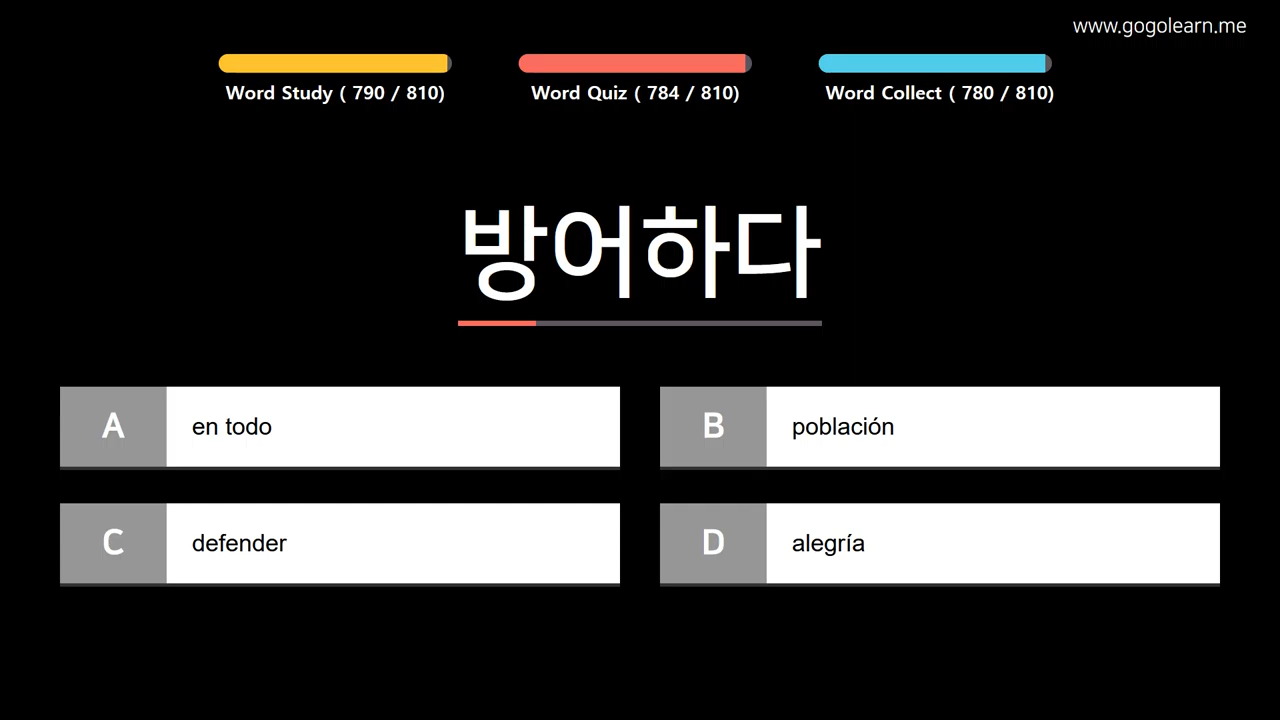 www.gogolearn.me
Word Study ( 790 / 810)
Word Quiz ( 784 / 810)
Word Collect ( 780 / 810)
방어하다
A en todo
B población
C defender
D alegría